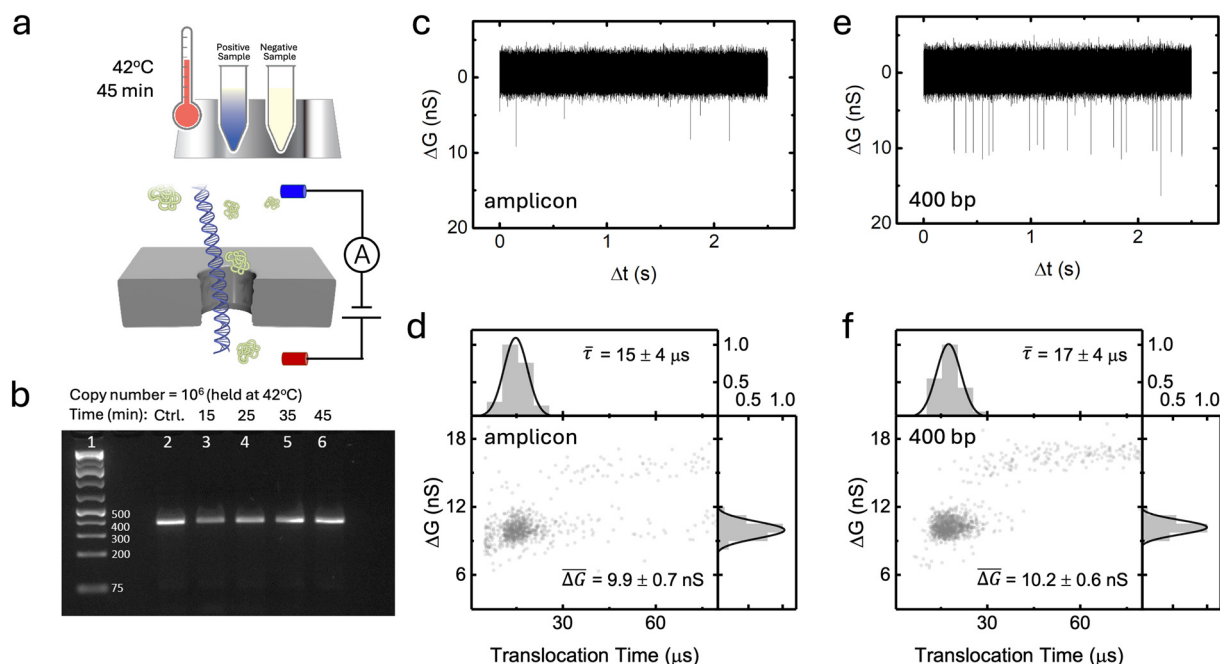 a
Positive Sample
Negative Sample
42°C
45 min
A
b
Copy number = 10⁶ (held at 42°C)
Time (min): Ctrl. 15 25 35 45
1 2 3 4 5 6
500
400
300
200
75
c
ΔG (nS)
0
10
20
amplicon
0 1 2
Δt (s)
d
τ̄ = 15 ± 4 μs
1.0
0.5
0.5 1.0
amplicon
18
12
6
ΔG (nS)
ΔG̅ = 9.9 ± 0.7 nS
30 60
Translocation Time (μs)
e
ΔG (nS)
0
10
20
400 bp
0 1 2
Δt (s)
f
τ̄ = 17 ± 4 μs
1.0
0.5
0.5 1.0
400 bp
18
12
6
ΔG (nS)
ΔG̅ = 10.2 ± 0.6 nS
30 60
Translocation Time (μs)